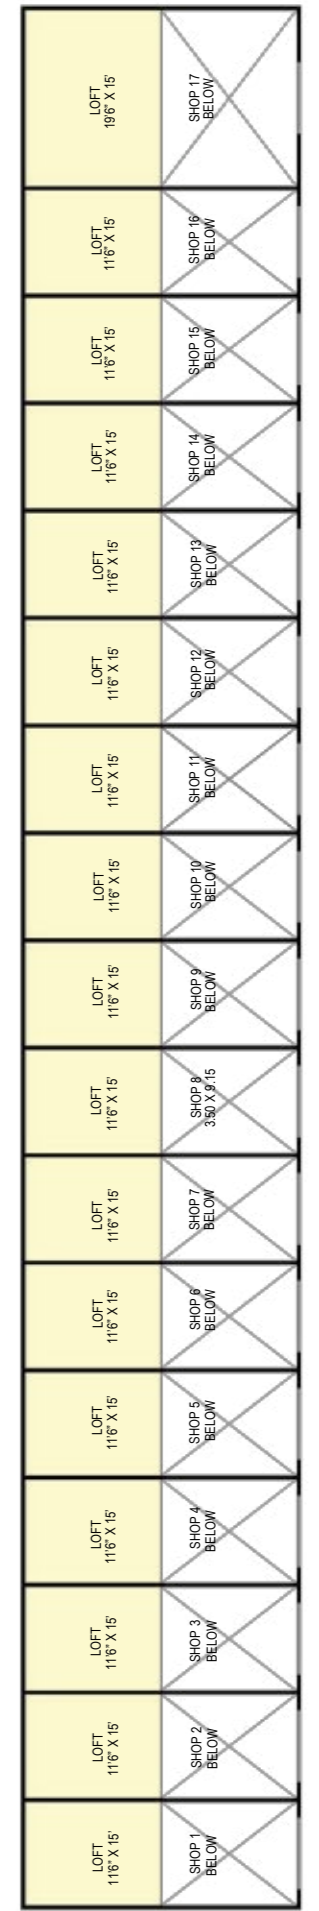 LOFT
19'6" X 15'
SHOP 17
BELOW
LOFT
11'6" X 15'
SHOP 16
BELOW
LOFT
11'6" X 15'
SHOP 15
BELOW
LOFT
11'6" X 15'
SHOP 14
BELOW
LOFT
11'6" X 15'
SHOP 13
BELOW
LOFT
11'6" X 15'
SHOP 12
BELOW
LOFT
11'6" X 15'
SHOP 11
BELOW
LOFT
11'6" X 15'
SHOP 10
BELOW
LOFT
11'6" X 15'
SHOP 9
BELOW
LOFT
11'6" X 15'
SHOP 8
3.50 X 9.15
LOFT
11'6" X 15'
SHOP 7
BELOW
LOFT
11'6" X 15'
SHOP 6
BELOW
LOFT
11'6" X 15'
SHOP 5
BELOW
LOFT
11'6" X 15'
SHOP 4
BELOW
LOFT
11'6" X 15'
SHOP 3
BELOW
LOFT
11'6" X 15'
SHOP 2
BELOW
LOFT
11'6" X 15'
SHOP 1
BELOW